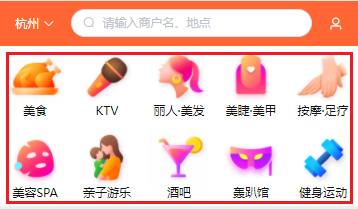 杭州 请输入商户名、地点
美食 KTV 丽人·美发 美睫·美甲 按摩·足疗
美容SPA 亲子游乐 酒吧 轰趴馆 健身运动